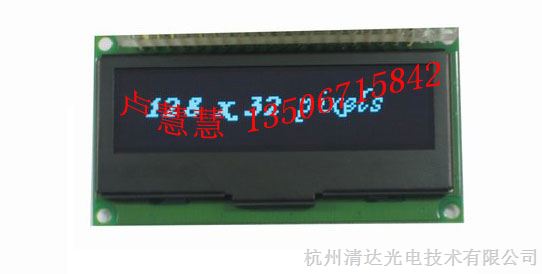 128 x 32 pixels
卢慧慧 13506715842
杭州清达光电技术有限公司